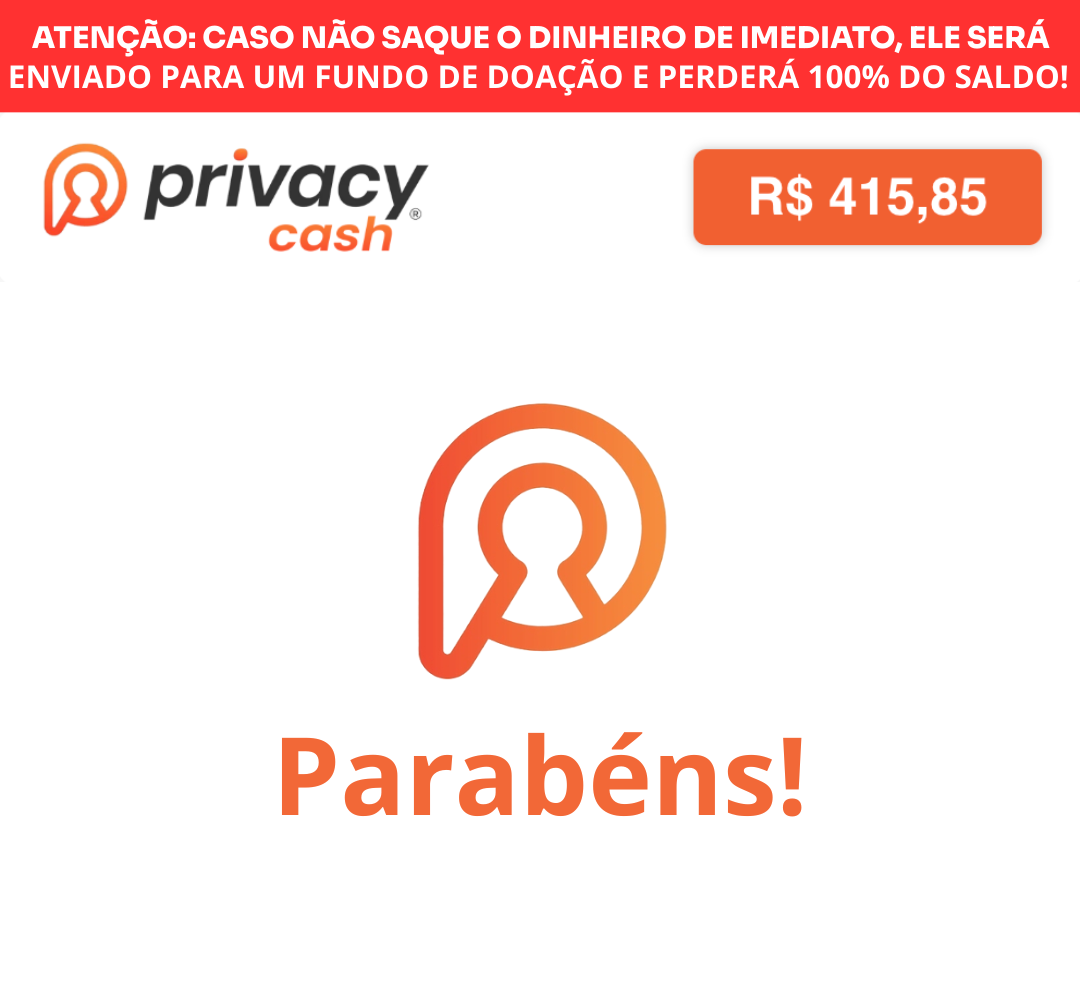 ATENÇÃO: CASO NÃO SAQUE O DINHEIRO DE IMEDIATO, ELE SERÁ
ENVIADO PARA UM FUNDO DE DOAÇÃO E PERDERÁ 100% DO SALDO!
privacy®
cash
R$ 415,85
Parabéns!